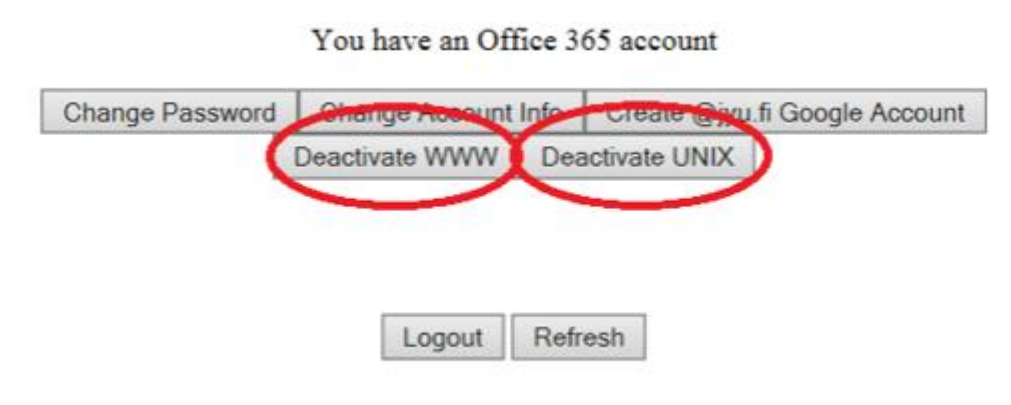 You have an Office 365 account
Change Password Change Account Info Create @jyu.fi Google Account
Deactivate WWW Deactivate UNIX
Logout Refresh